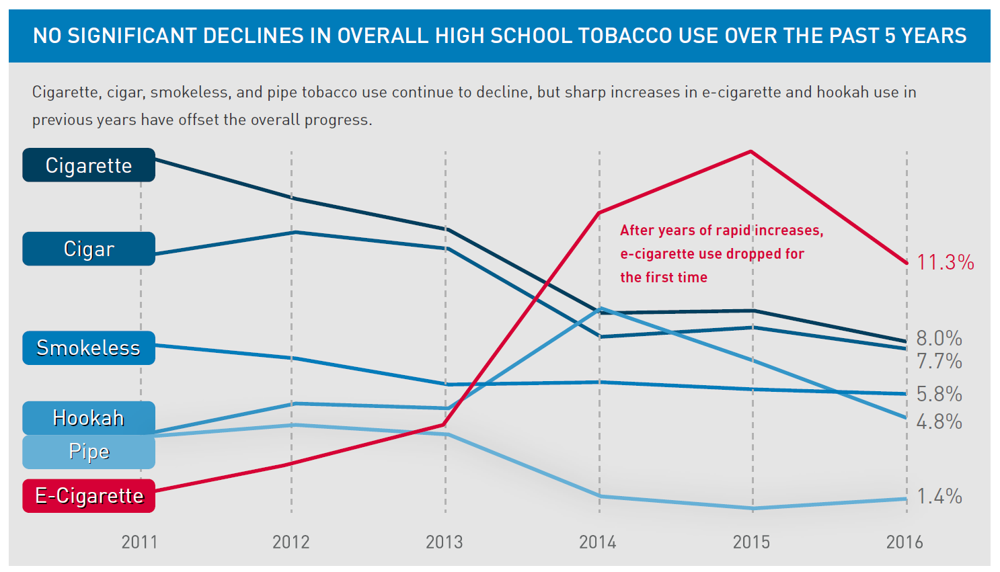 NO SIGNIFICANT DECLINES IN OVERALL HIGH SCHOOL TOBACCO USE OVER THE PAST 5 YEARS
Cigarette, cigar, smokeless, and pipe tobacco use continue to decline, but sharp increases in e-cigarette and hookah use in
previous years have offset the overall progress.
Cigarette
Cigar
Smokeless
Hookah
Pipe
E-Cigarette
After years of rapid increases,
e-cigarette use dropped for
the first time
11.3%
8.0%
7.7%
5.8%
4.8%
1.4%
2011 2012 2013 2014 2015 2016